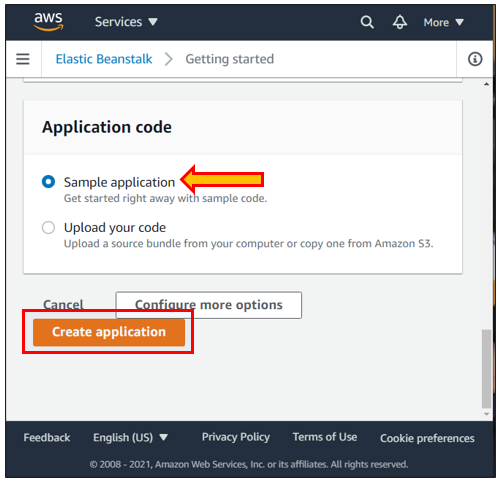 aws Services More
Elastic Beanstalk Getting started
Application code
Sample application
Get started right away with sample code.
Upload your code
Upload a source bundle from your computer or copy one from Amazon S3.
Cancel Configure more options
Create application
Feedback English (US) Privacy Policy Terms of Use Cookie preferences
© 2008 - 2021, Amazon Web Services, Inc. or its affiliates. All rights reserved.